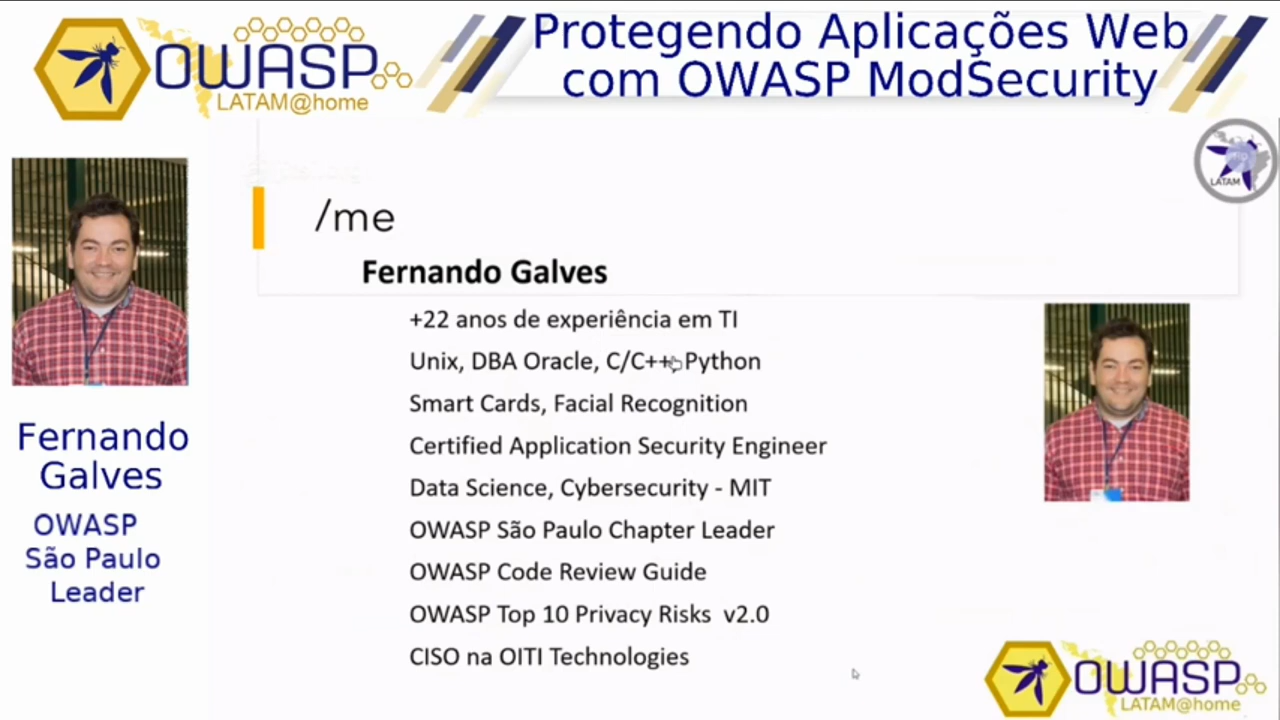 OWASP
LATAM@home
Protegendo Aplicações Web
com OWASP ModSecurity
LATAM
/me
Fernando Galves
+22 anos de experiência em TI
Unix, DBA Oracle, C/C++, Python
Smart Cards, Facial Recognition
Certified Application Security Engineer
Data Science, Cybersecurity - MIT
OWASP São Paulo Chapter Leader
OWASP Code Review Guide
OWASP Top 10 Privacy Risks v2.0
CISO na OITI Technologies
Fernando
Galves
OWASP
São Paulo
Leader
OWASP
LATAM@home